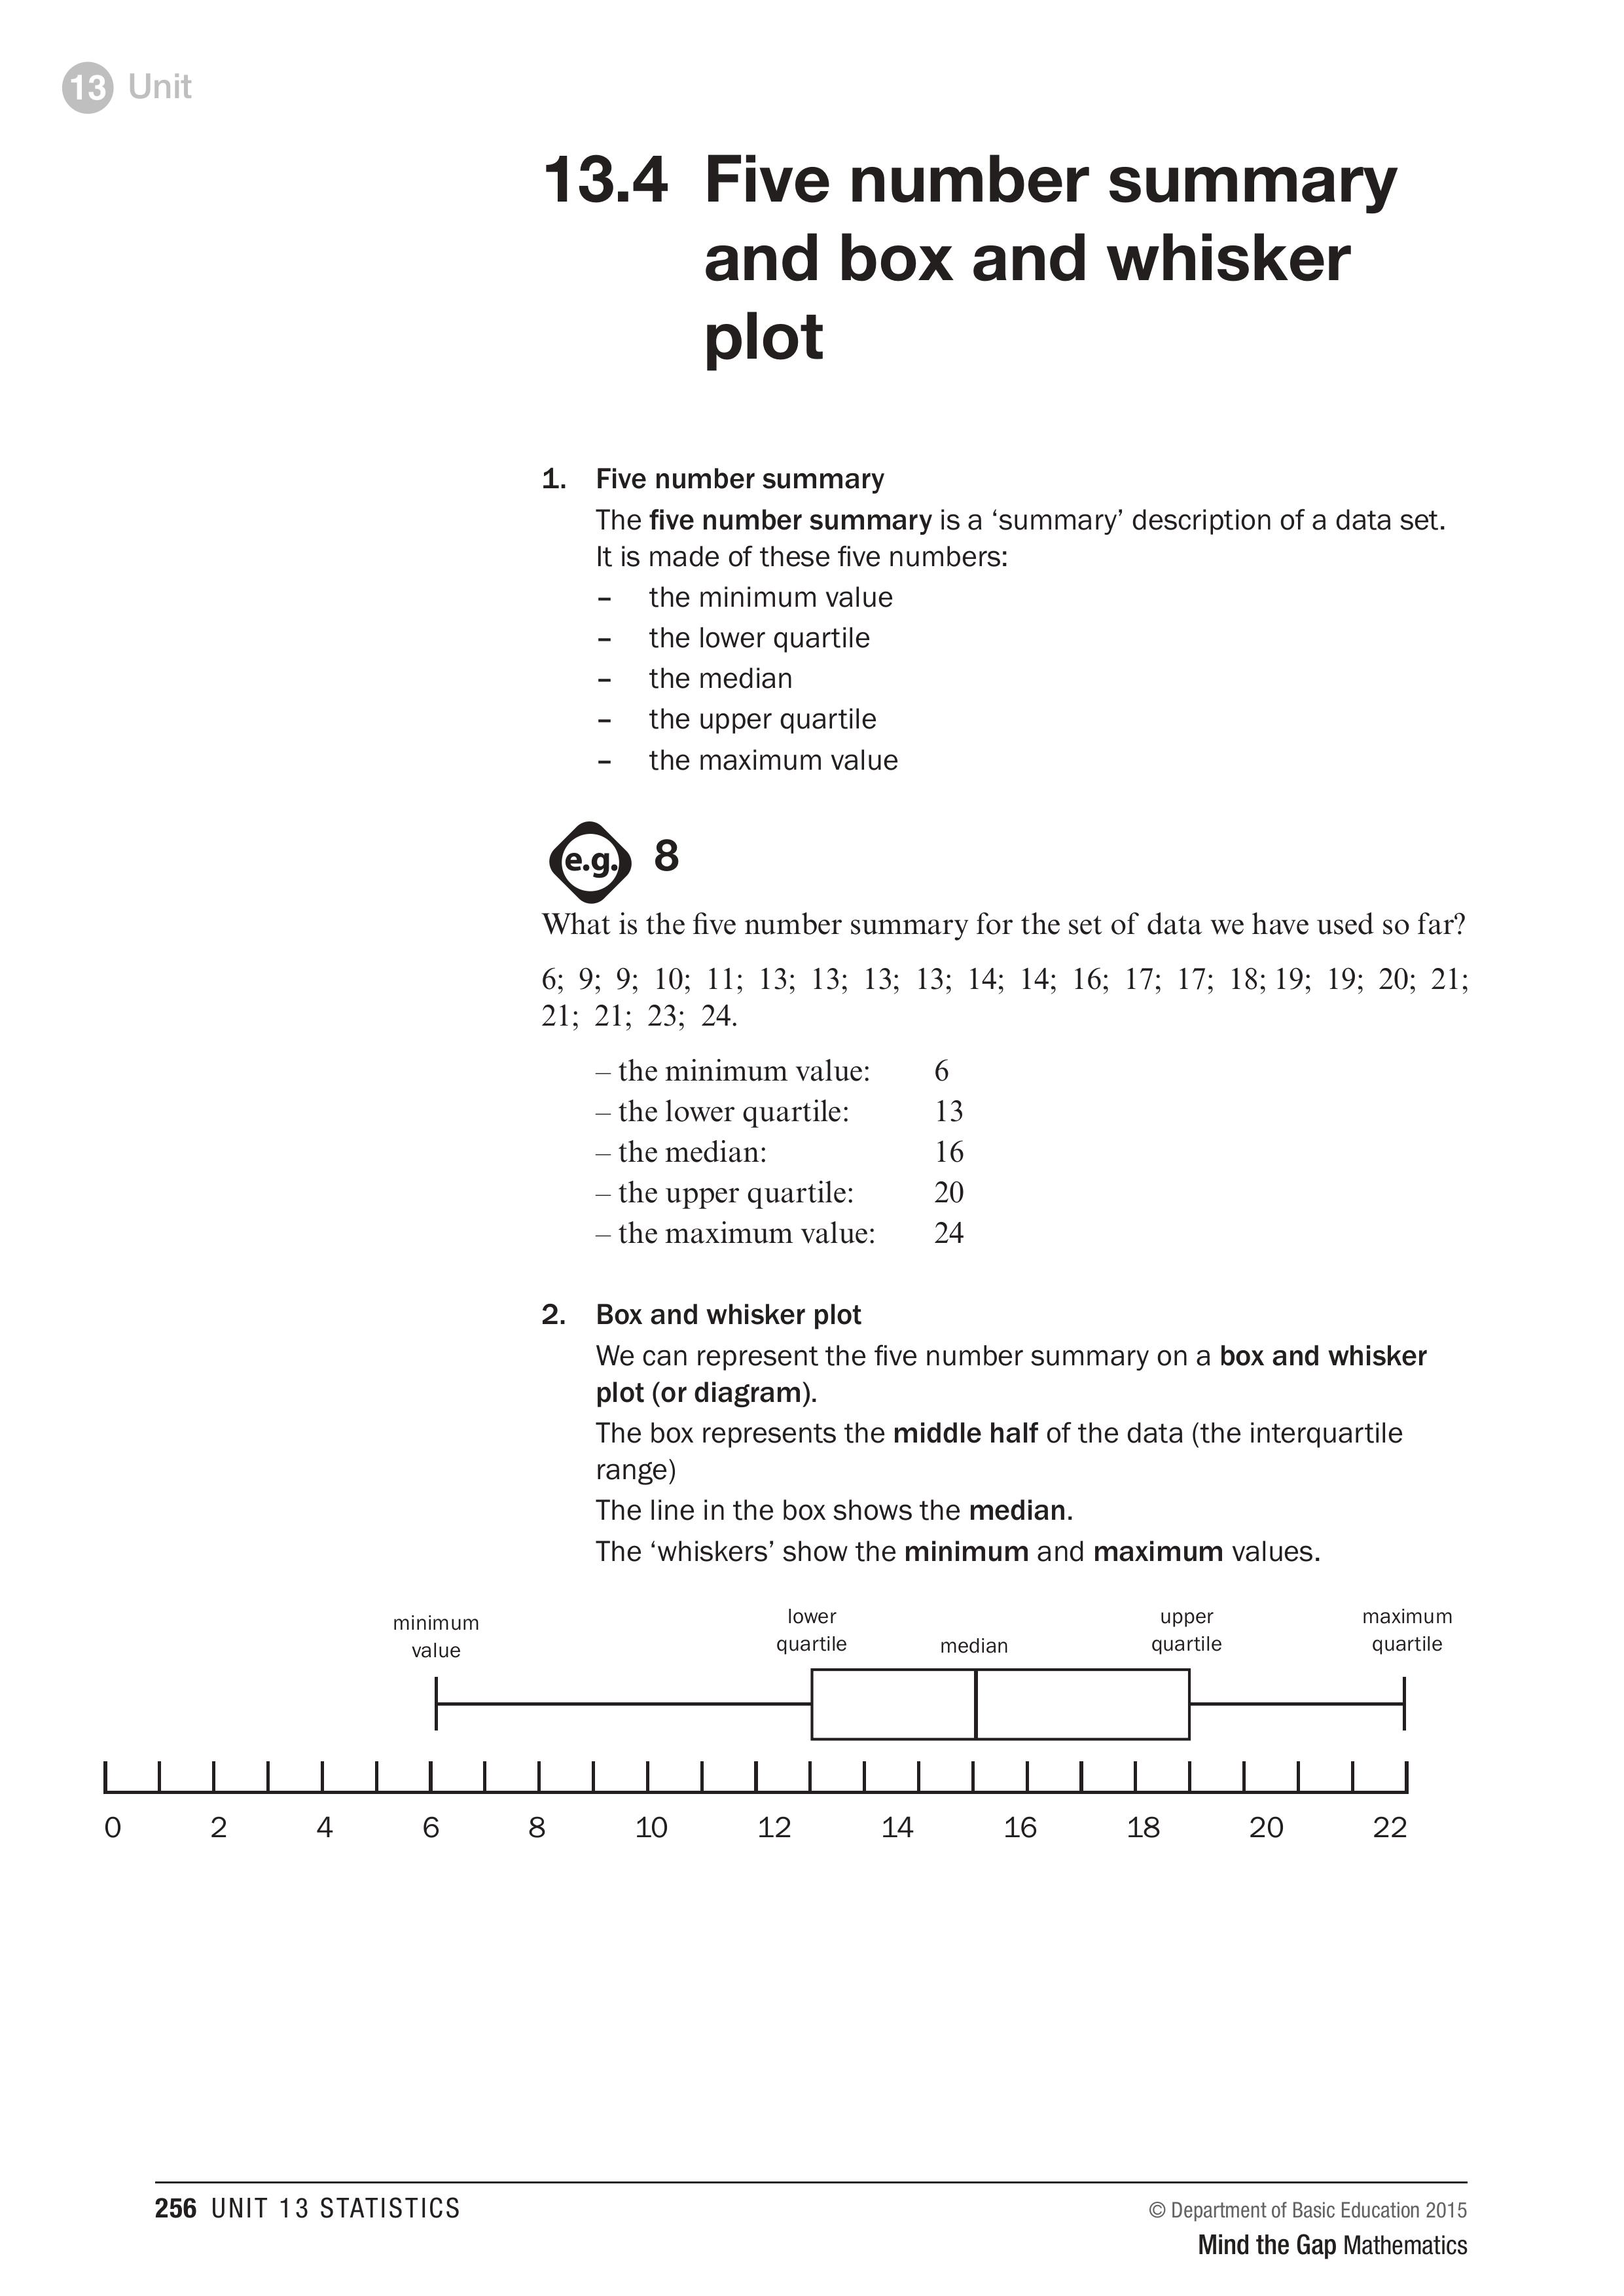 13 Unit
13.4 Five number summary
and box and whisker
plot
1. Five number summary
The five number summary is a ‘summary’ description of a data set.
It is made of these five numbers:
– the minimum value
– the lower quartile
– the median
– the upper quartile
– the maximum value
e.g. 8
What is the five number summary for the set of data we have used so far?
6; 9; 9; 10; 11; 13; 13; 13; 13; 14; 14; 16; 17; 17; 18; 19; 19; 20; 21;
21; 21; 23; 24.
– the minimum value: 6
– the lower quartile: 13
– the median: 16
– the upper quartile: 20
– the maximum value: 24
2. Box and whisker plot
We can represent the five number summary on a box and whisker
plot (or diagram).
The box represents the middle half of the data (the interquartile
range)
The line in the box shows the median.
The ‘whiskers’ show the minimum and maximum values.
minimum
value
lower
quartile
median
upper
quartile
maximum
quartile
0 2 4 6 8 10 12 14 16 18 20 22
256 UNIT 13 STATISTICS
© Department of Basic Education 2015
Mind the Gap Mathematics